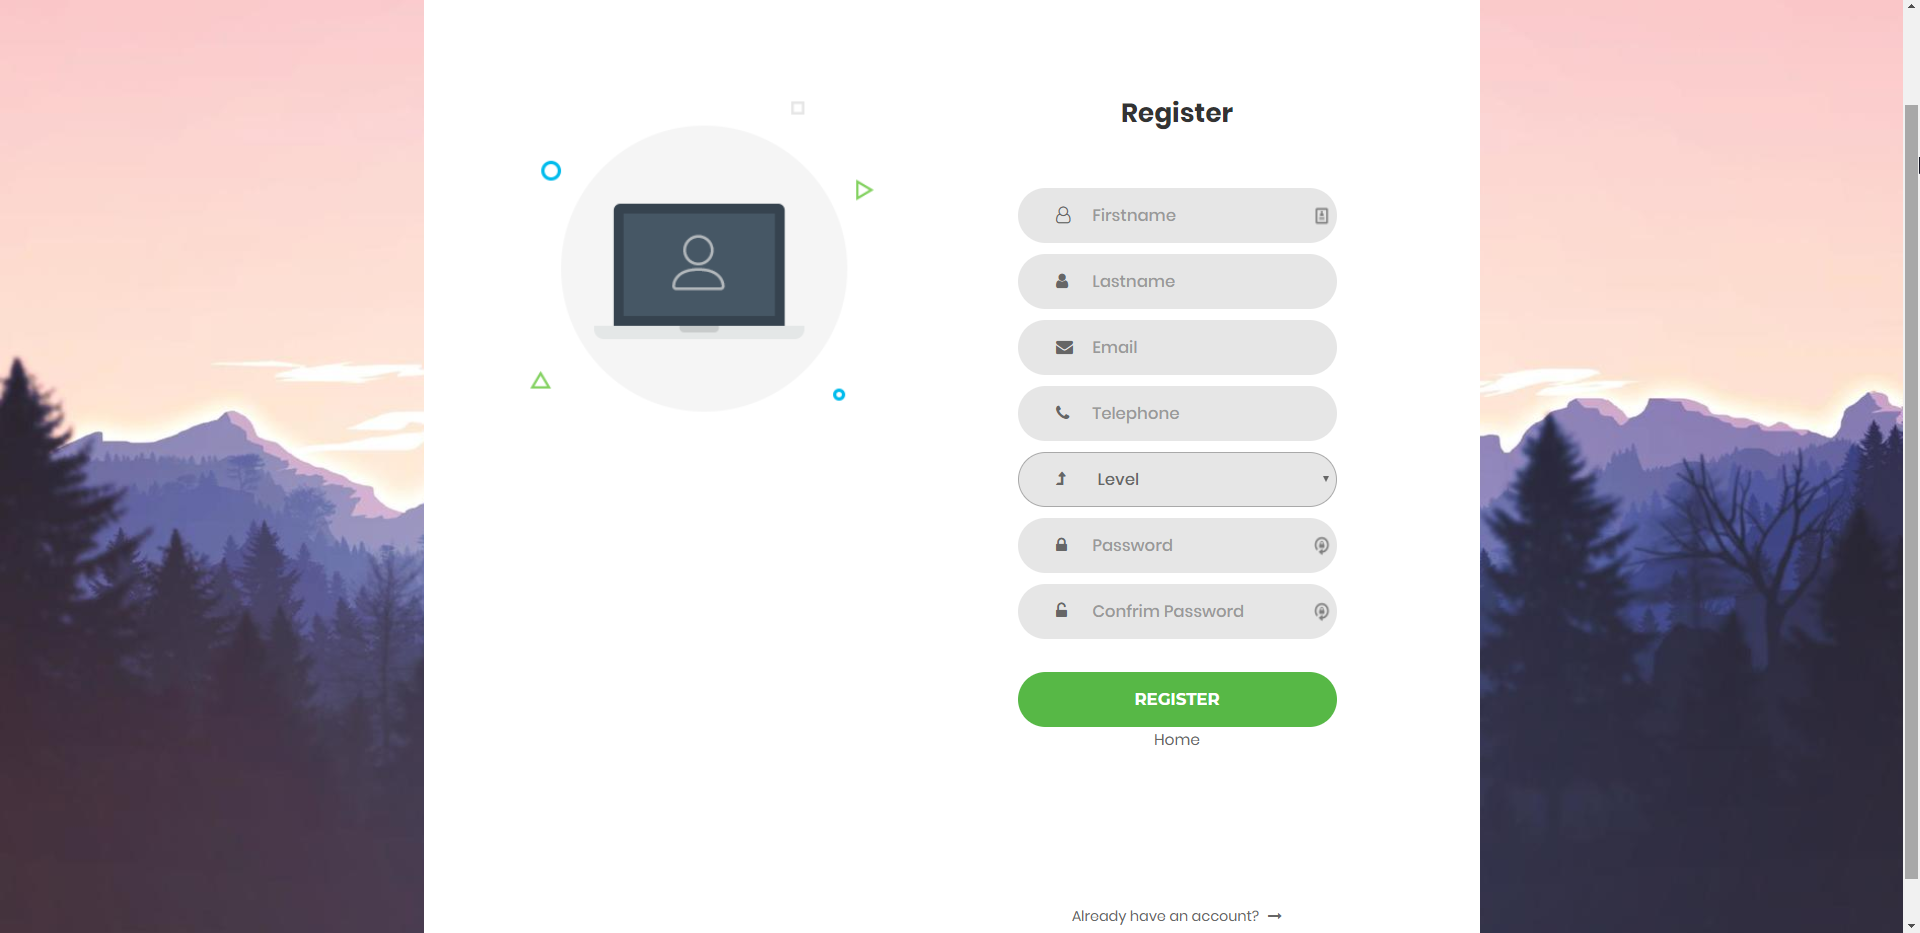 Register
Firstname
Lastname
Email
Telephone
Level
Password
Confrim Password
REGISTER
Home
Already have an account?